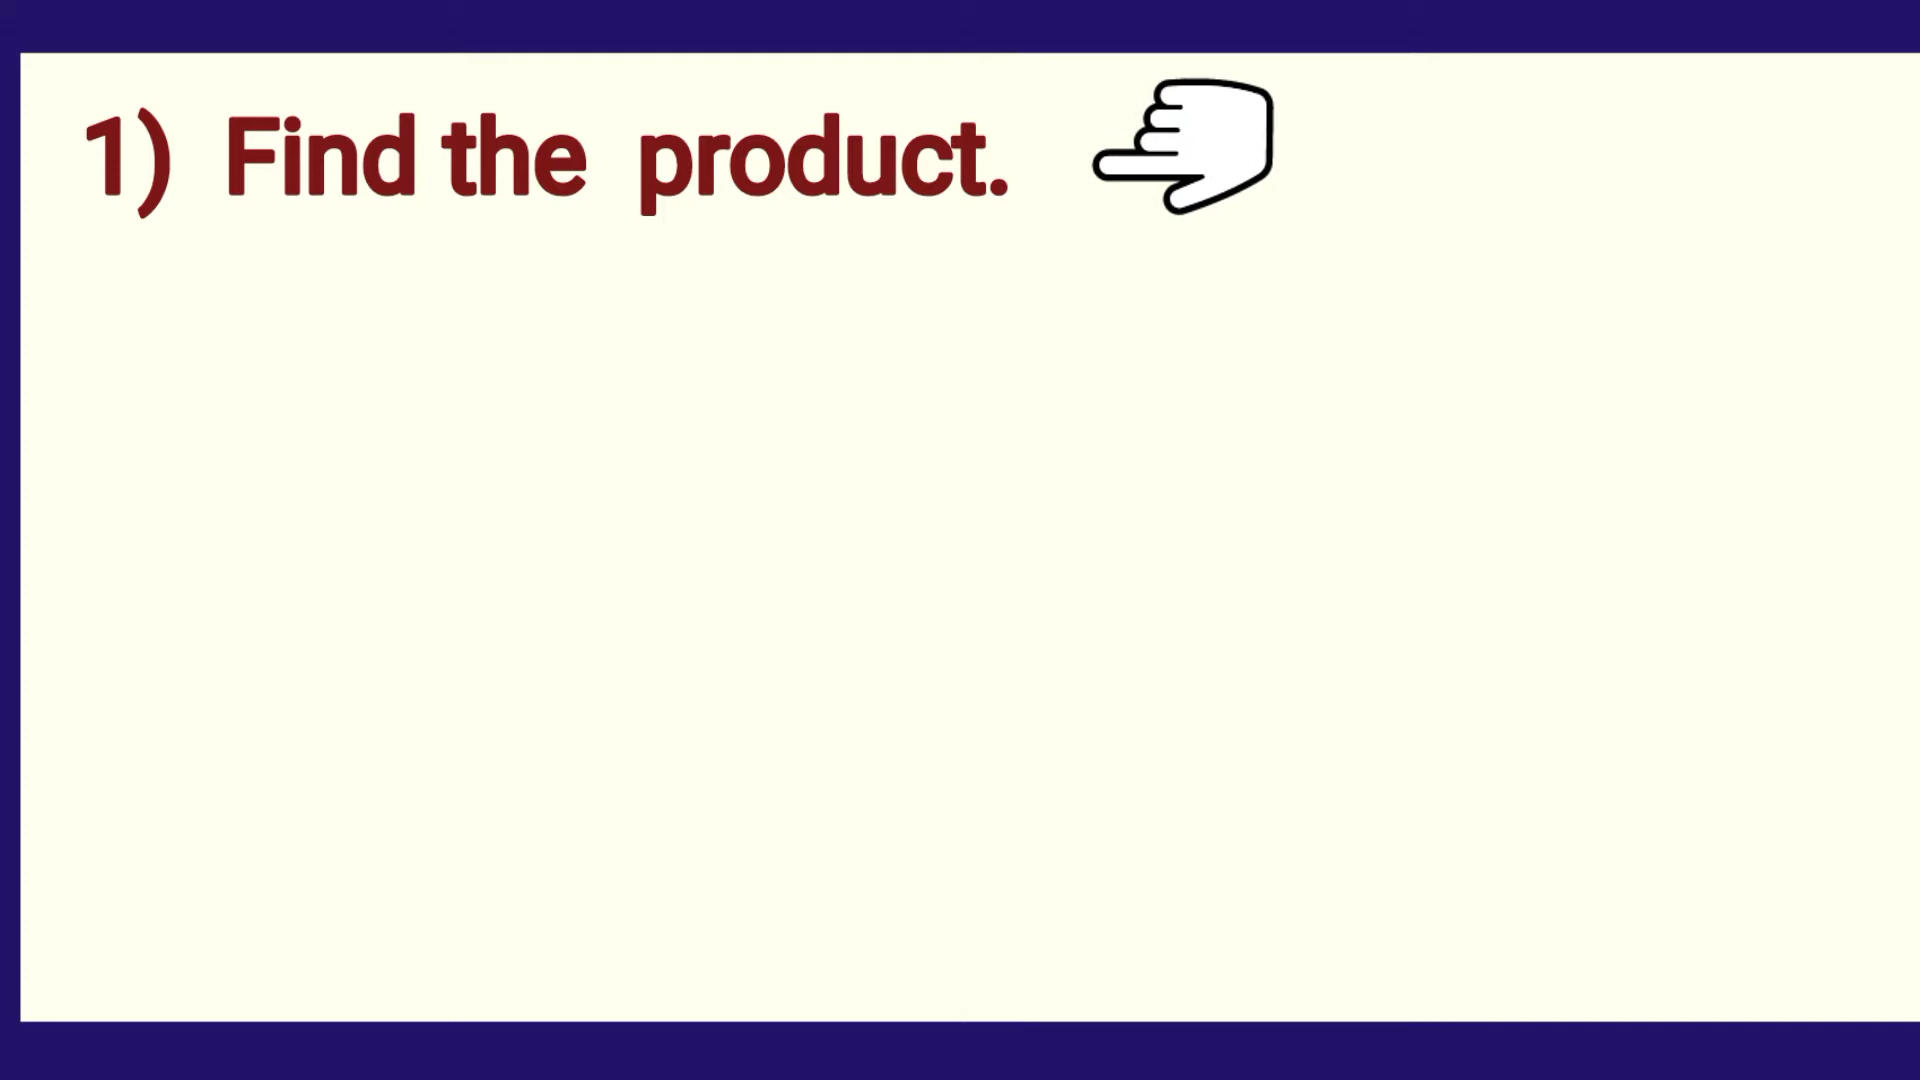 1) Find the product.